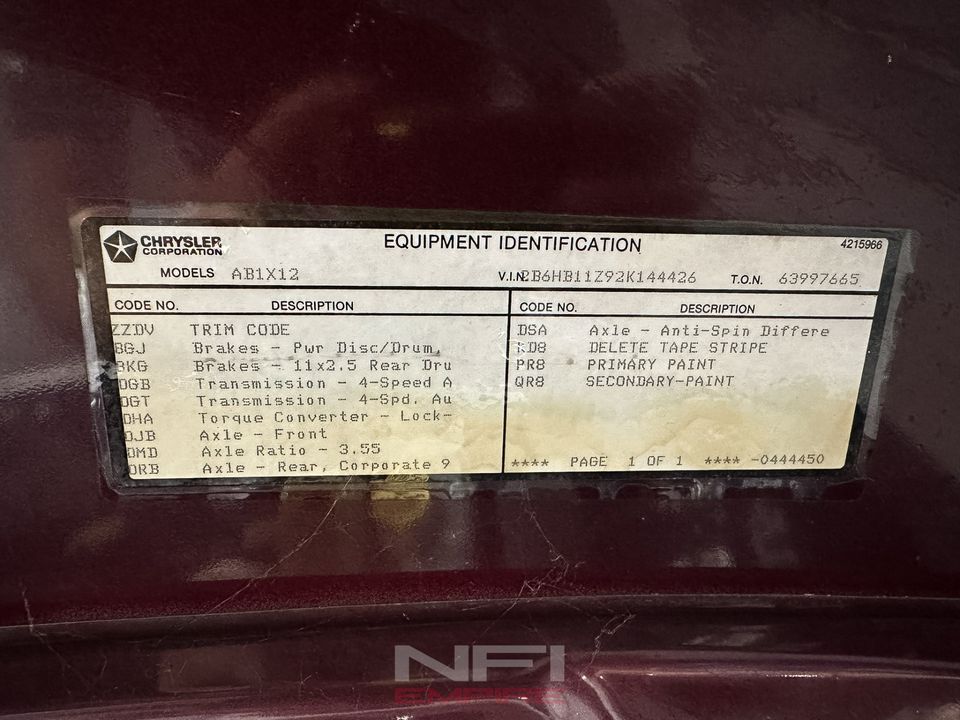 CHRYSLER
CORPORATION
EQUIPMENT IDENTIFICATION
4215966
MODELS AB1X12
V.I.N. 2B6HB11Z92K144426
T.O.N. 63997665
CODE NO. DESCRIPTION
ZZDV TRIM CODE
BGJ Brakes - Pwr Disc/Drum,
BKG Brakes - 11x2.5 Rear Dru
DGB Transmission - 4-Speed A
DGT Transmission - 4-Spd. Au
DHA Torque Converter - Lock-
DJB Axle - Front
DMD Axle Ratio - 3.55
DRB Axle - Rear, Corporate 9
CODE NO. DESCRIPTION
DSA Axle - Anti-Spin Differe
KD8 DELETE TAPE STRIPE
PR8 PRIMARY PAINT
QR8 SECONDARY-PAINT
**** PAGE 1 OF 1 **** -0444450
NFI
EMPIRE